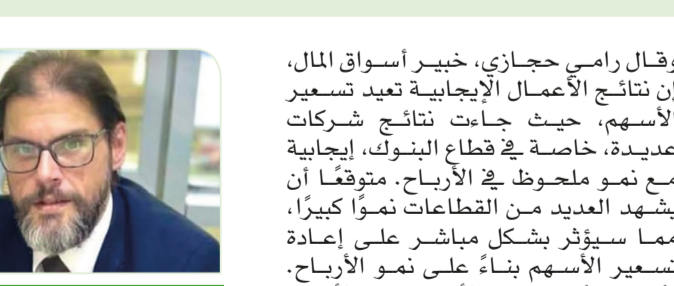 وقال رامي حجازي، خبير أسواق المال،
إن نتائج الأعمال الإيجابية تعيد تسعير
الأسهم، حيث جاءت نتائج شركات
عديدة، خاصة في قطاع البنوك، إيجابية
مع نمو ملحوظ في الأرباح. متوقعًا أن
يشهد العديد من القطاعات نموًا كبيرًا،
مما سيؤثر بشكل مباشر على إعادة
تسعير الأسهم بناءً على نمو الأرباح.